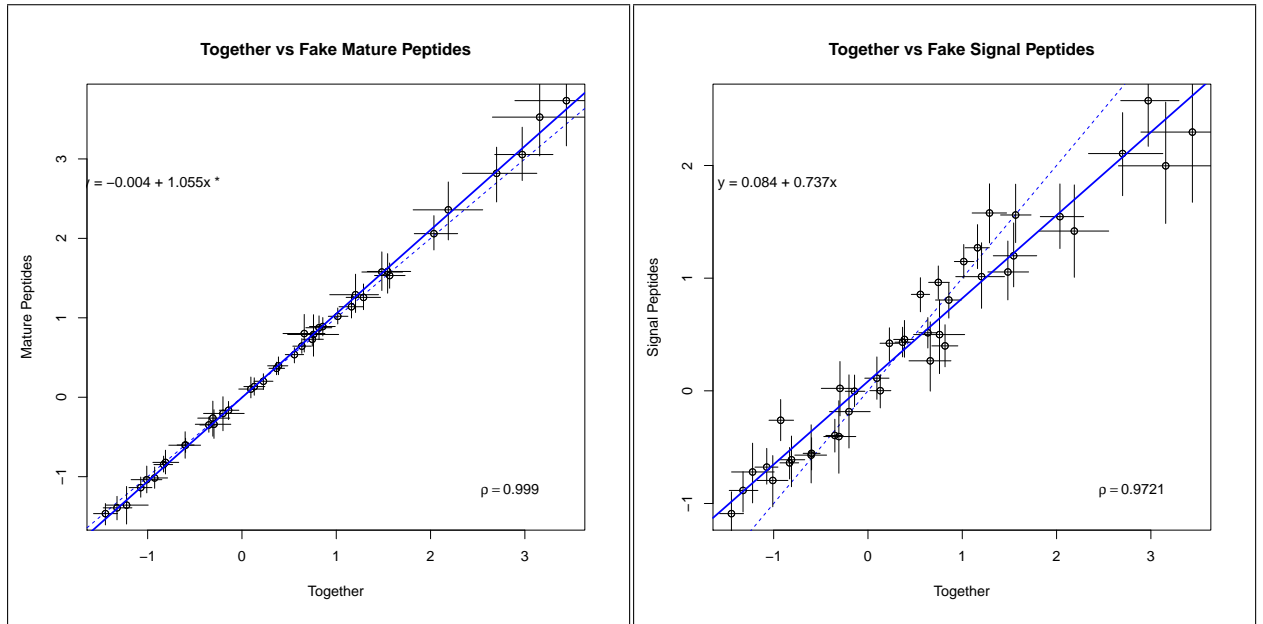 Together vs Fake Mature Peptides
Mature Peptides
3
2
1
0
−1
= −0.004 + 1.055x *
ρ = 0.999
−1 0 1 2 3
Together
Together vs Fake Signal Peptides
Signal Peptides
2
1
0
−1
y = 0.084 + 0.737x
ρ = 0.9721
−1 0 1 2 3
Together